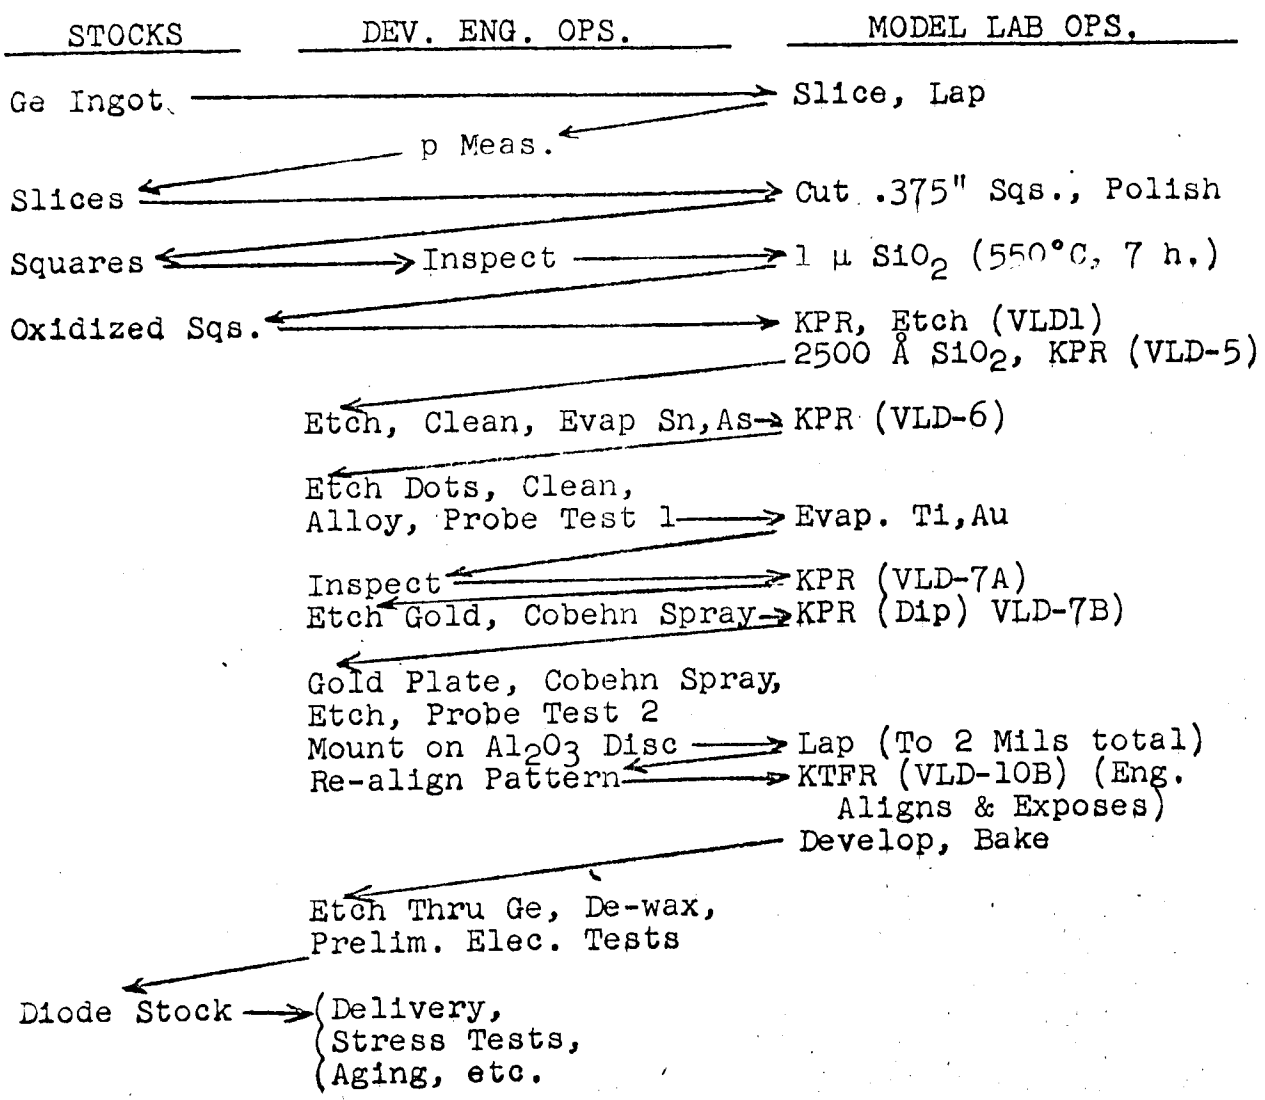 STOCKS DEV. ENG. OPS. MODEL LAB OPS.
Ge Ingot Slice, Lap
p Meas.
Slices Cut .375" Sqs., Polish
Squares Inspect 1 μ SiO2 (550°C, 7 h.)
Oxidized Sqs. KPR, Etch (VLD1)
2500 Å SiO2, KPR (VLD-5)
Etch, Clean, Evap Sn,As KPR (VLD-6)
Etch Dots, Clean,
Alloy, Probe Test 1 Evap. Ti,Au
Inspect KPR (VLD-7A)
Etch Gold, Cobehn Spray KPR (Dip) VLD-7B)
Gold Plate, Cobehn Spray,
Etch, Probe Test 2
Mount on Al2O3 Disc Lap (To 2 Mils total)
Re-align Pattern KTFR (VLD-10B) (Eng.
Aligns & Exposes)
Develop, Bake
Etch Thru Ge, De-wax,
Prelim. Elec. Tests
Diode Stock (Delivery,
(Stress Tests,
(Aging, etc.